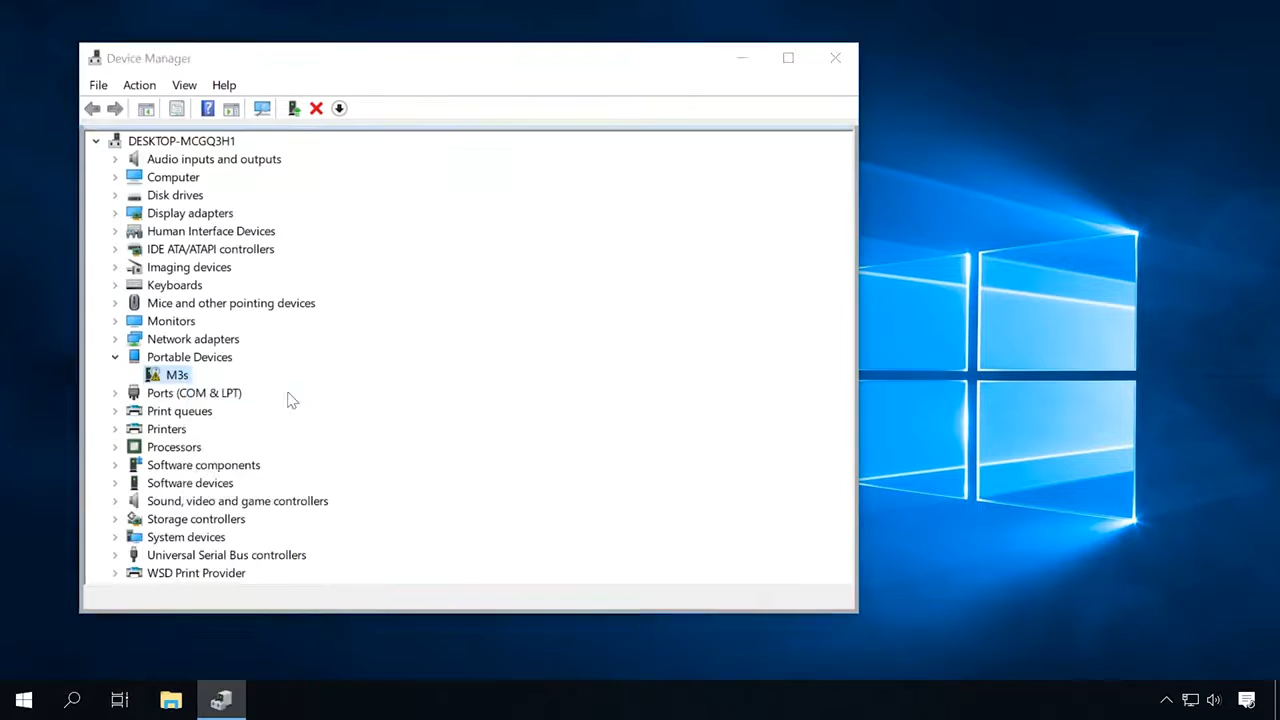 Device Manager
File Action View Help
DESKTOP-MCGQ3H1
Audio inputs and outputs
Computer
Disk drives
Display adapters
Human Interface Devices
IDE ATA/ATAPI controllers
Imaging devices
Keyboards
Mice and other pointing devices
Monitors
Network adapters
Portable Devices
M3s
Ports (COM & LPT)
Print queues
Printers
Processors
Software components
Software devices
Sound, video and game controllers
Storage controllers
System devices
Universal Serial Bus controllers
WSD Print Provider